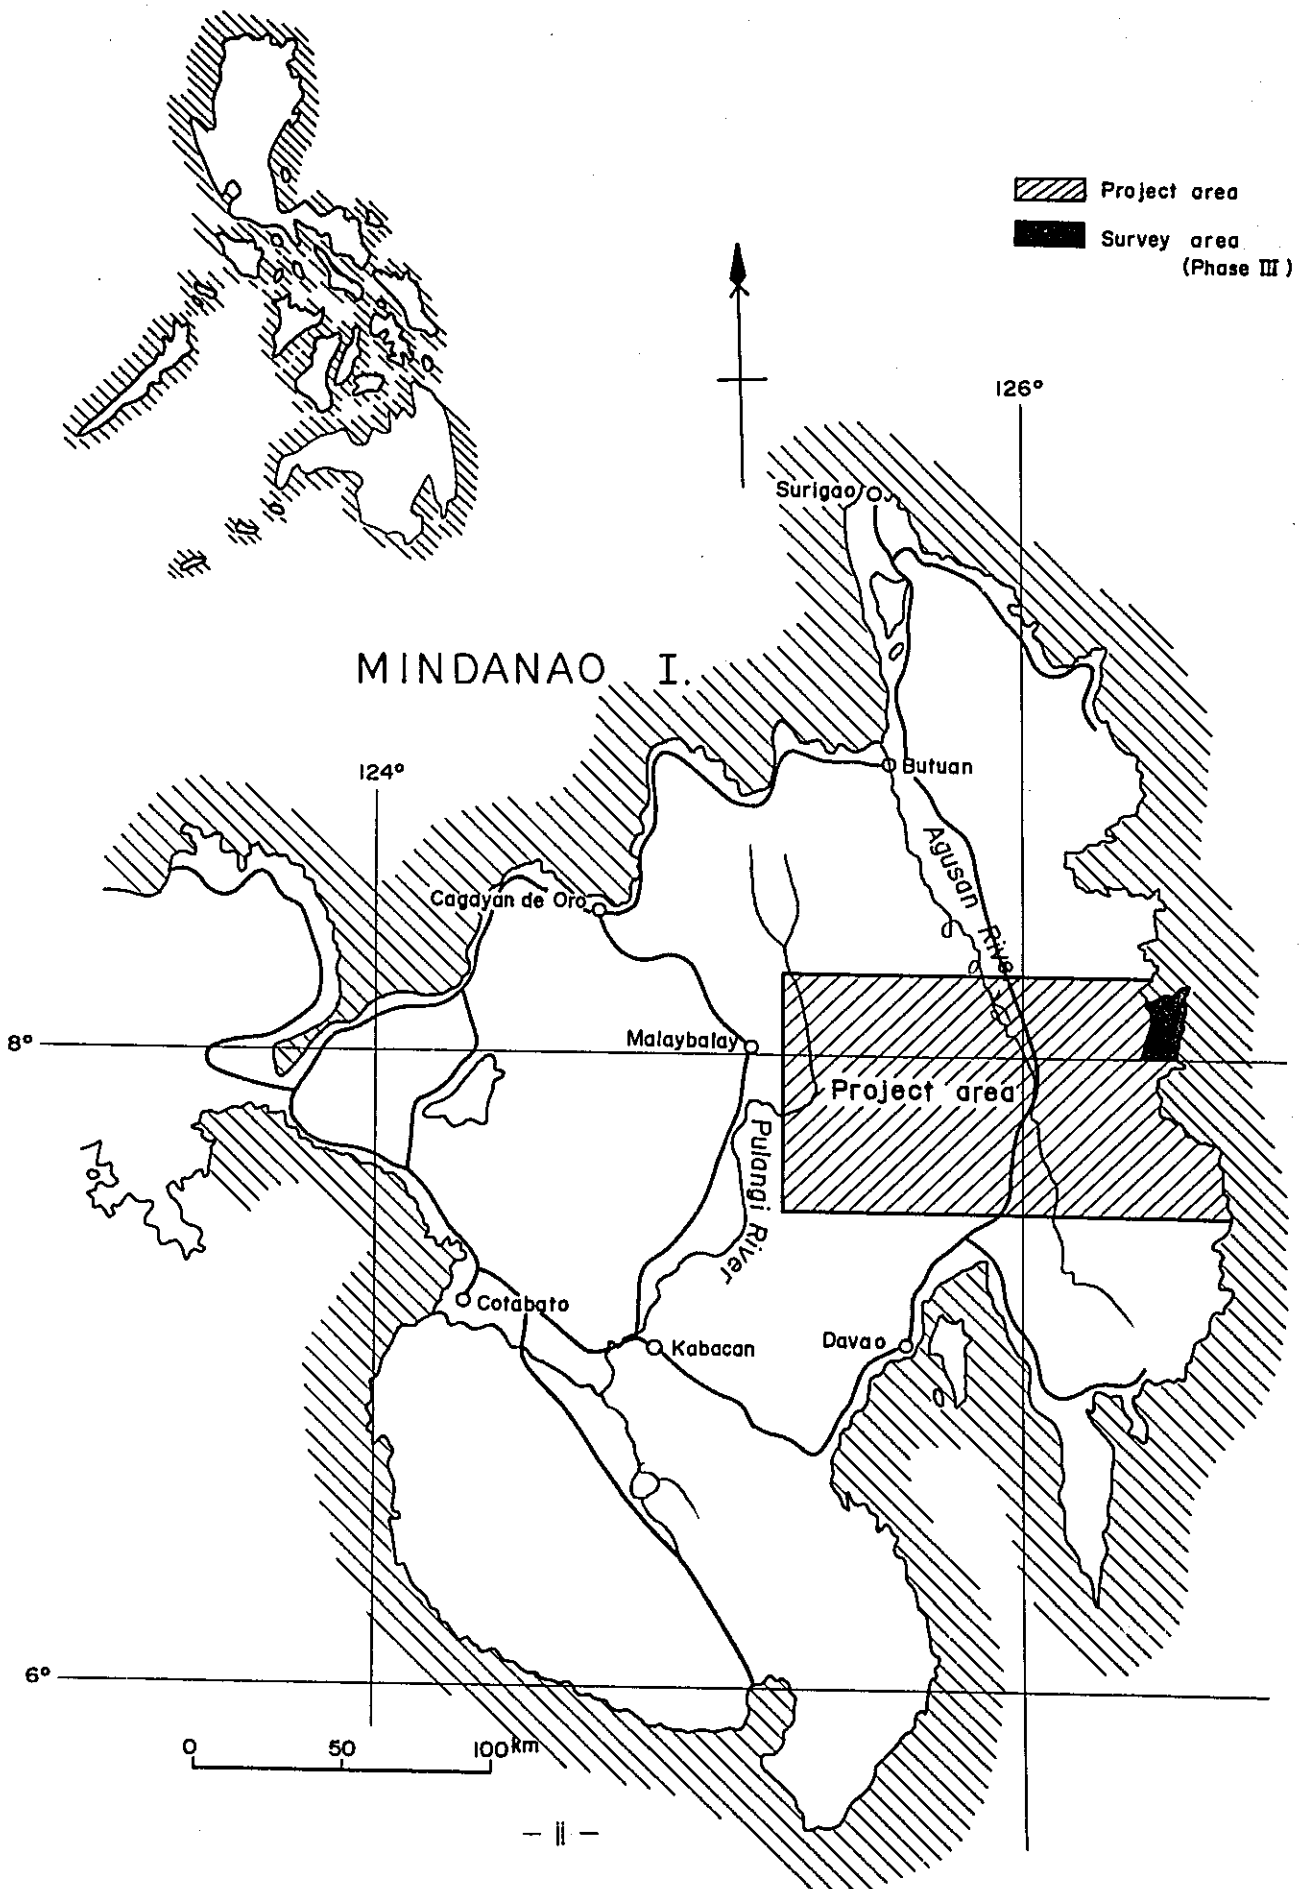 Project area
Survey area
(Phase III)
126°
Surigao
MINDANAO I.
124°
Butuan
Agusan River
Cagayan de Oro
8°
Malaybalay
Project area
Pulangi River
Cotabato
Kabacan
Davao
6°
0 50 100km
— ii —